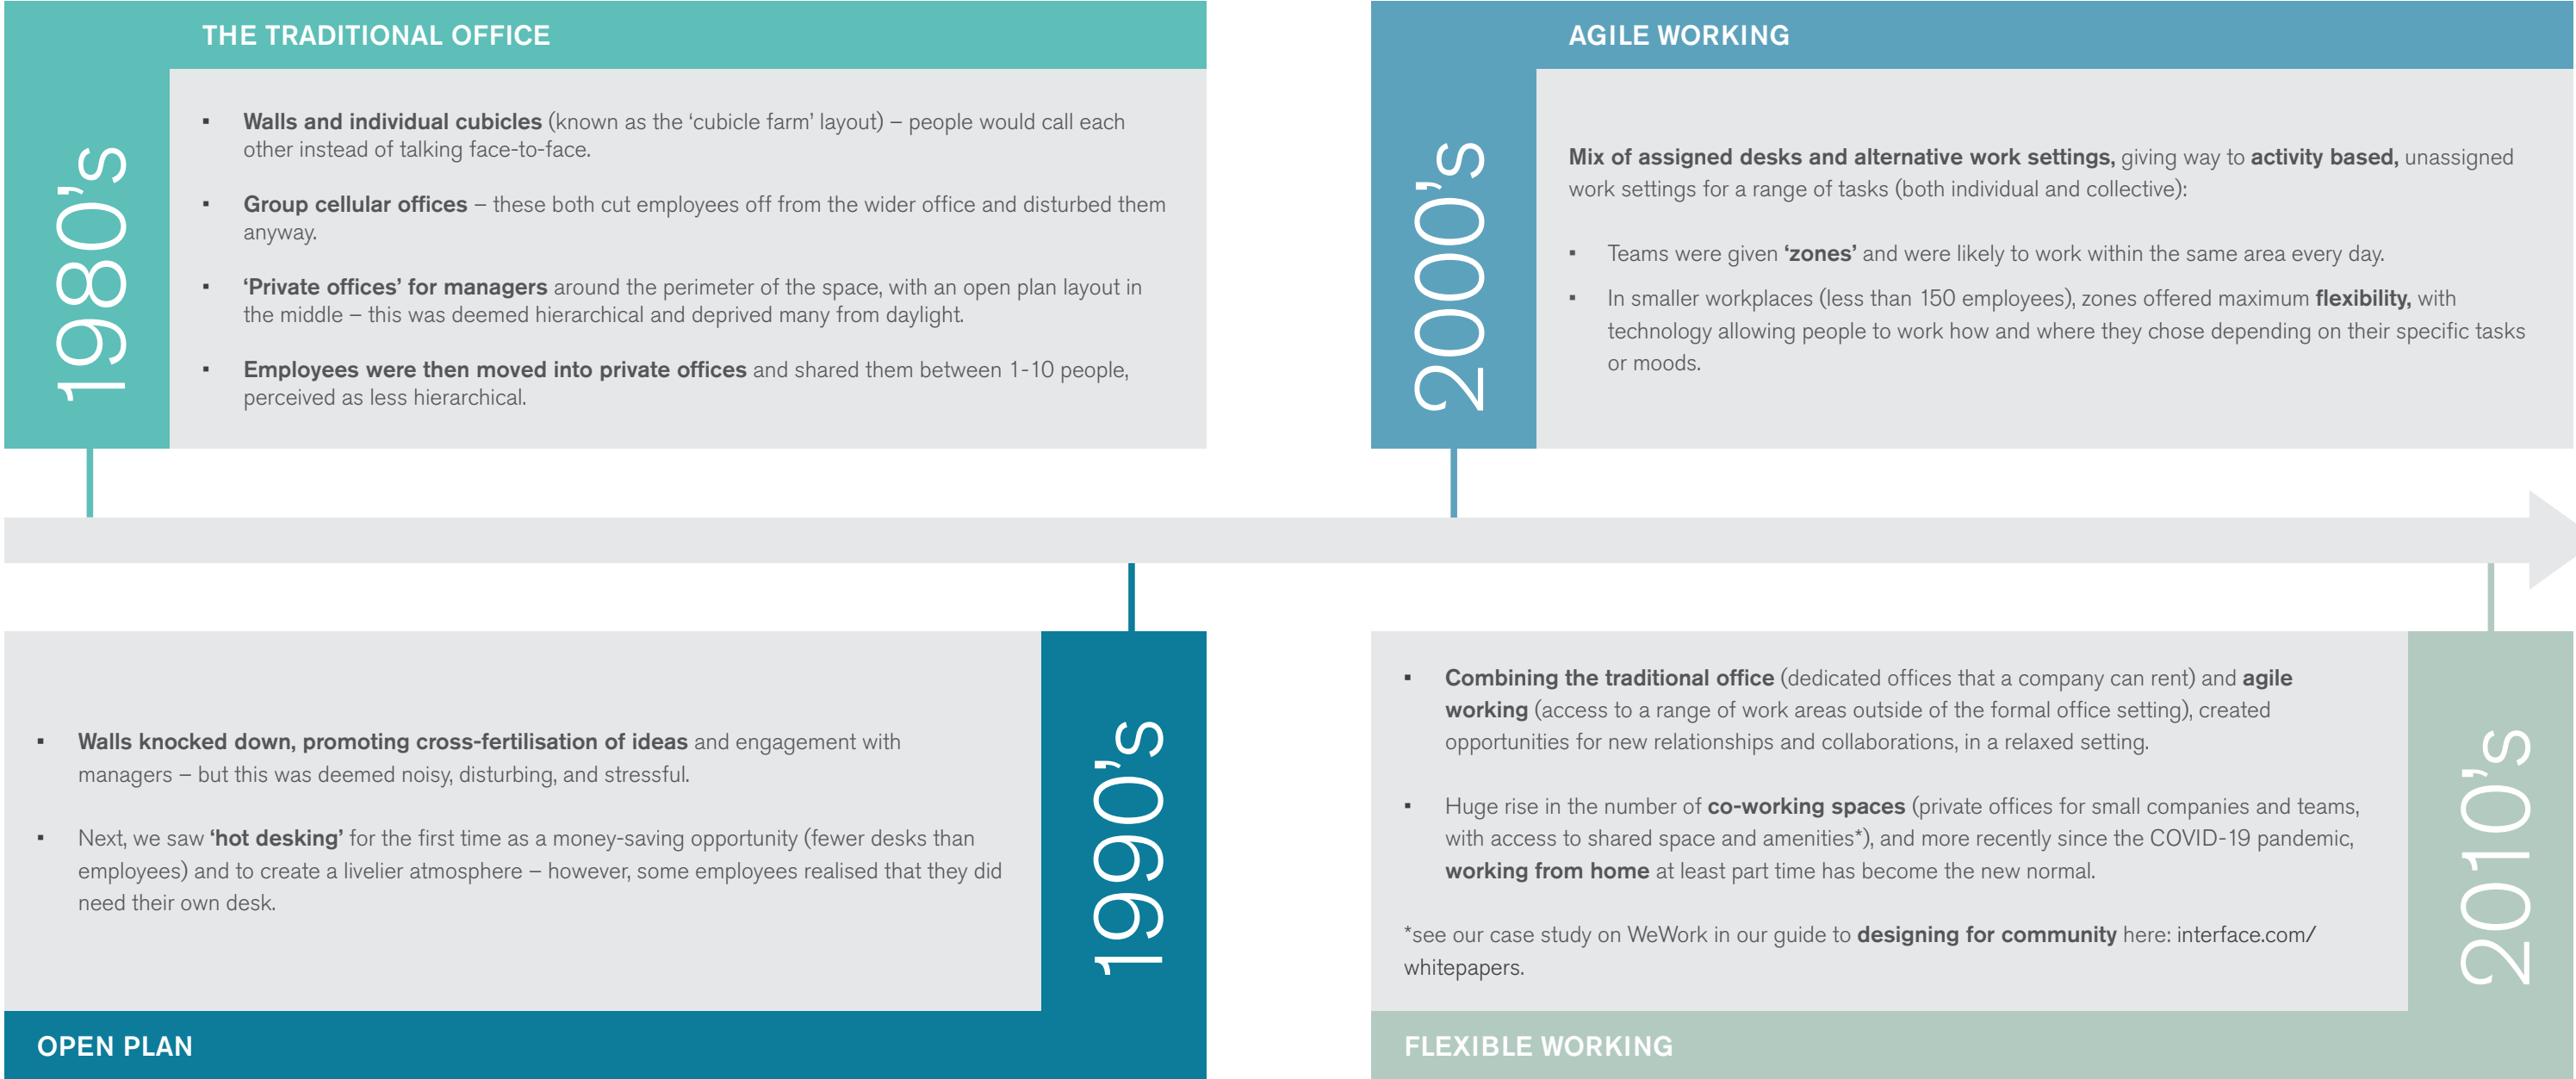 THE TRADITIONAL OFFICE
1980's
▪ Walls and individual cubicles (known as the ‘cubicle farm’ layout) – people would call each
other instead of talking face-to-face.
▪ Group cellular offices – these both cut employees off from the wider office and disturbed them
anyway.
▪ ‘Private offices’ for managers around the perimeter of the space, with an open plan layout in
the middle – this was deemed hierarchical and deprived many from daylight.
▪ Employees were then moved into private offices and shared them between 1-10 people,
perceived as less hierarchical.
▪ Walls knocked down, promoting cross-fertilisation of ideas and engagement with
managers – but this was deemed noisy, disturbing, and stressful.
▪ Next, we saw ‘hot desking’ for the first time as a money-saving opportunity (fewer desks than
employees) and to create a livelier atmosphere – however, some employees realised that they did
need their own desk.
1990's
OPEN PLAN
AGILE WORKING
2000's
Mix of assigned desks and alternative work settings, giving way to activity based, unassigned
work settings for a range of tasks (both individual and collective):
▪ Teams were given ‘zones’ and were likely to work within the same area every day.
▪ In smaller workplaces (less than 150 employees), zones offered maximum flexibility, with
technology allowing people to work how and where they chose depending on their specific tasks
or moods.
▪ Combining the traditional office (dedicated offices that a company can rent) and agile
working (access to a range of work areas outside of the formal office setting), created
opportunities for new relationships and collaborations, in a relaxed setting.
▪ Huge rise in the number of co-working spaces (private offices for small companies and teams,
with access to shared space and amenities*), and more recently since the COVID-19 pandemic,
working from home at least part time has become the new normal.
*see our case study on WeWork in our guide to designing for community here: interface.com/
whitepapers.
2010's
FLEXIBLE WORKING